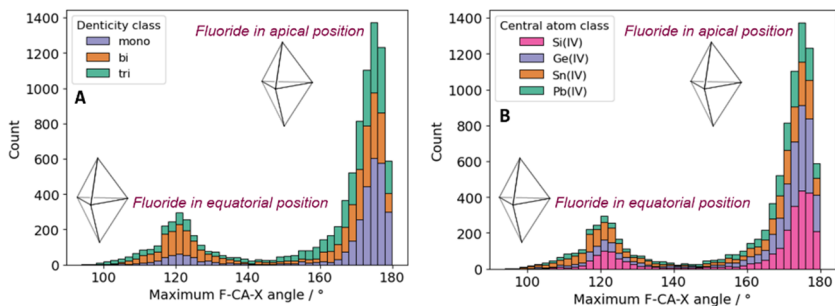 Denticity class
mono
bi
tri
Fluoride in apical position
A
Fluoride in equatorial position
Count
1400
1200
1000
800
600
400
200
0
100
120
140
160
180
Maximum F-CA-X angle / °
Central atom class
Si(IV)
Ge(IV)
Sn(IV)
Pb(IV)
Fluoride in apical position
B
Fluoride in equatorial position
Count
1400
1200
1000
800
600
400
200
0
100
120
140
160
180
Maximum F-CA-X angle / °